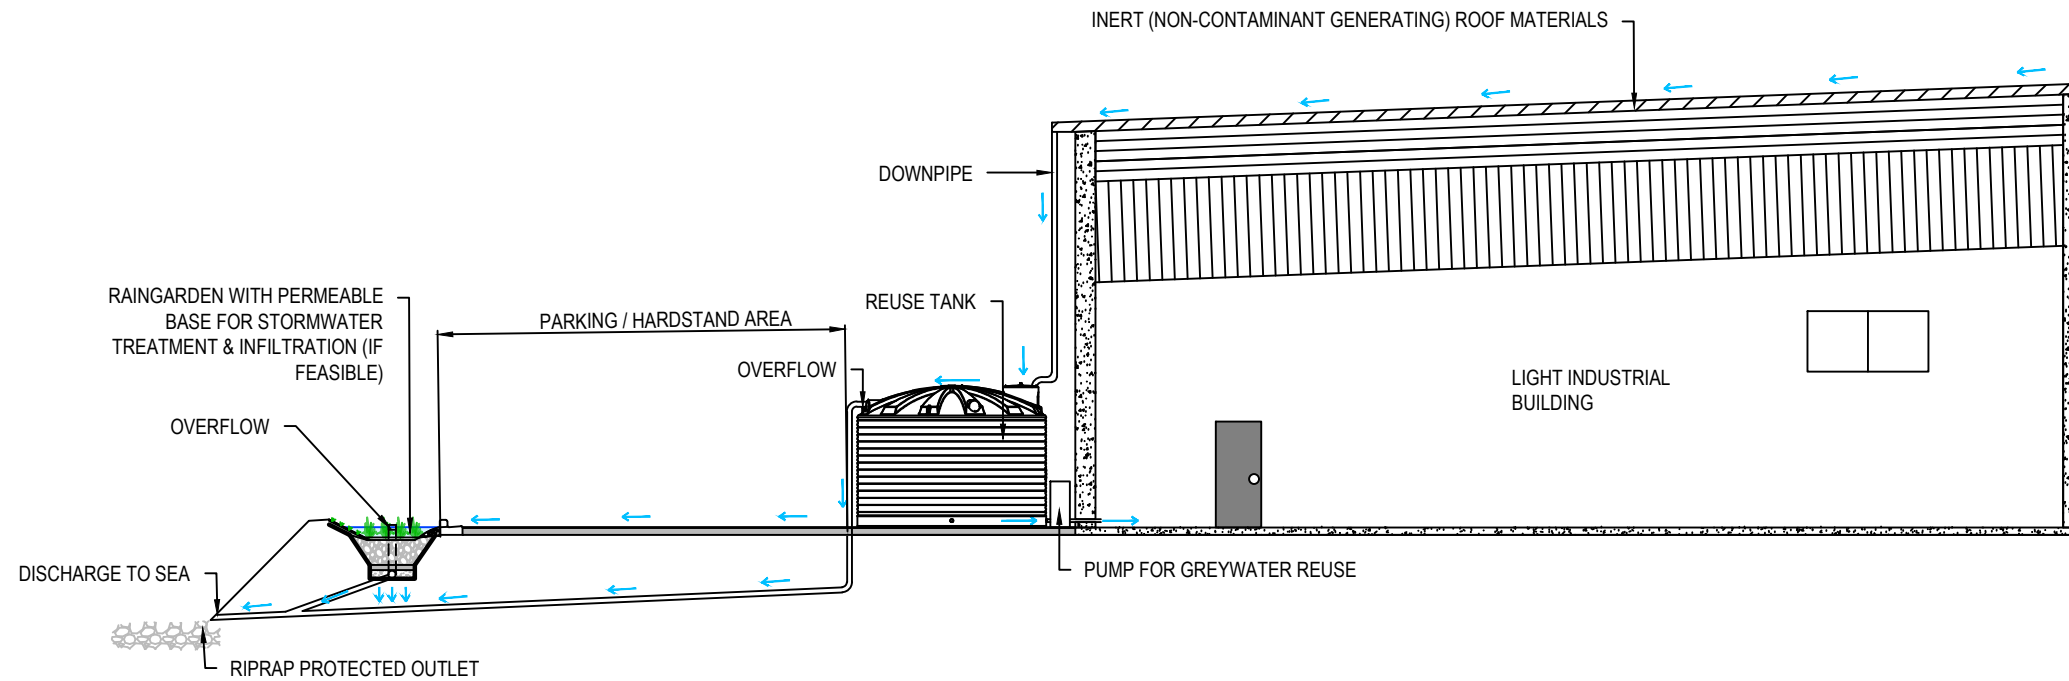 INERT (NON-CONTAMINANT GENERATING) ROOF MATERIALS
DOWNPIPE
RAINGARDEN WITH PERMEABLE
BASE FOR STORMWATER
TREATMENT & INFILTRATION (IF
FEASIBLE)
PARKING / HARDSTAND AREA
REUSE TANK
OVERFLOW
LIGHT INDUSTRIAL
BUILDING
OVERFLOW
DISCHARGE TO SEA
PUMP FOR GREYWATER REUSE
RIPRAP PROTECTED OUTLET